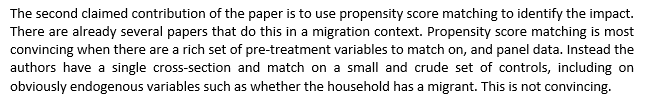 The second claimed contribution of the paper is to use propensity score matching to identify the impact.
There are already several papers that do this in a migration context. Propensity score matching is most
convincing when there are a rich set of pre-treatment variables to match on, and panel data. Instead the
authors have a single cross-section and match on a small and crude set of controls, including on
obviously endogenous variables such as whether the household has a migrant. This is not convincing.